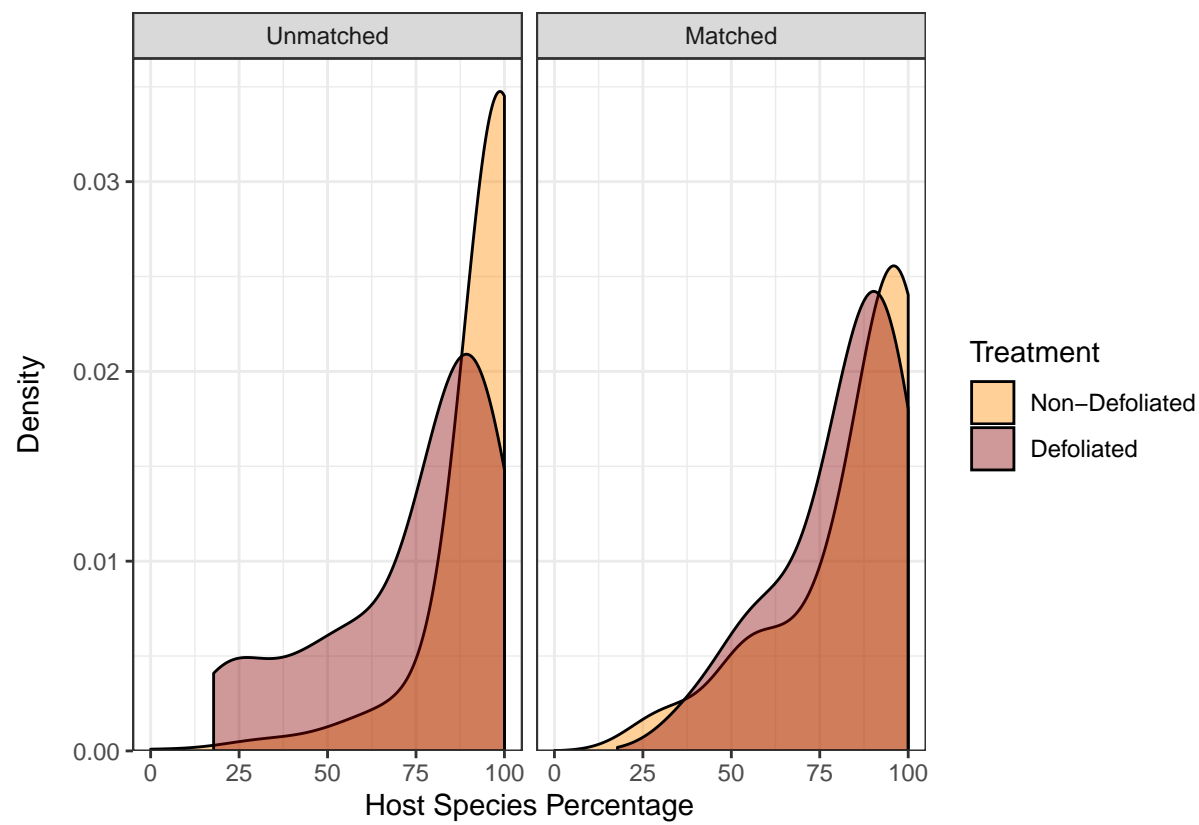 Unmatched
Matched
Density
0.03
0.02
0.01
0.00
0 25 50 75 100
0 25 50 75 100
Host Species Percentage
Treatment
Non−Defoliated
Defoliated